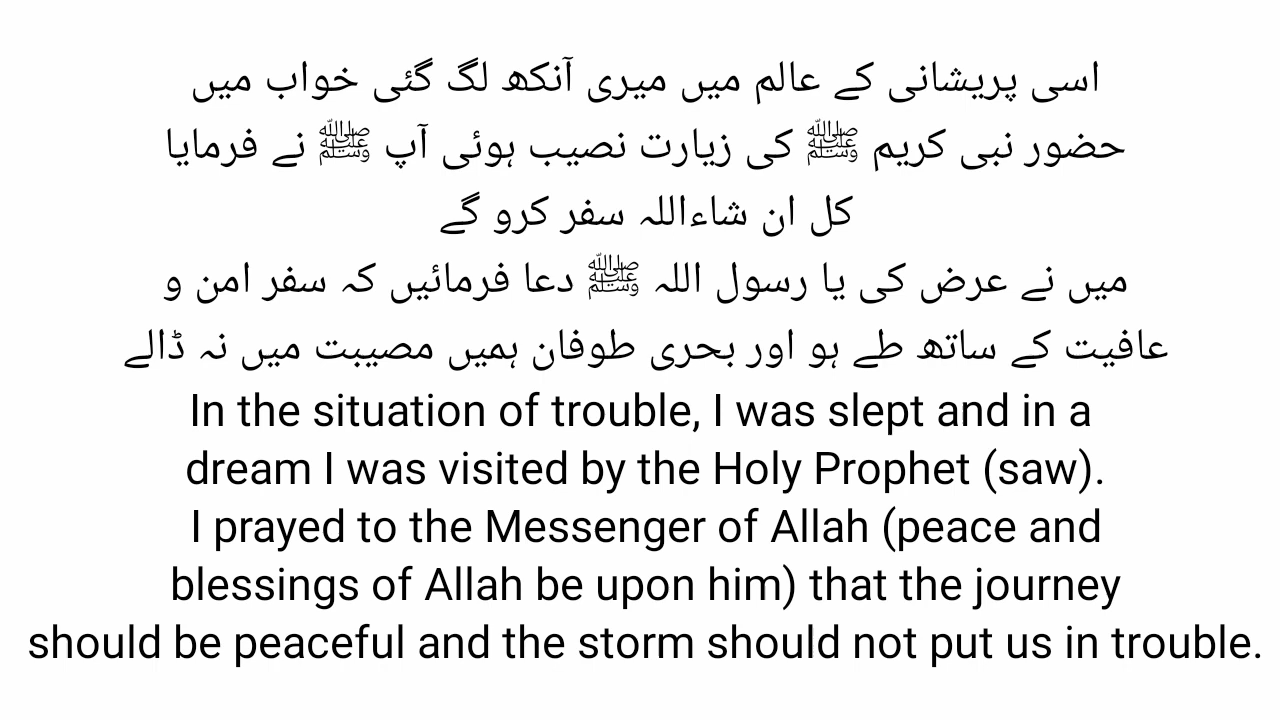 اسی پریشانی کے عالم میں میری آنکھ لگ گئی خواب میں
حضور نبی کریم ﷺ کی زیارت نصیب ہوئی آپ ﷺ نے فرمایا
کل ان شاءاللہ سفر کرو گے
میں نے عرض کی یا رسول اللہ ﷺ دعا فرمائیں کہ سفر امن و
عافیت کے ساتھ طے ہو اور بحری طوفان ہمیں مصیبت میں نہ ڈالے
In the situation of trouble, I was slept and in a
dream I was visited by the Holy Prophet (saw).
I prayed to the Messenger of Allah (peace and
blessings of Allah be upon him) that the journey
should be peaceful and the storm should not put us in trouble.